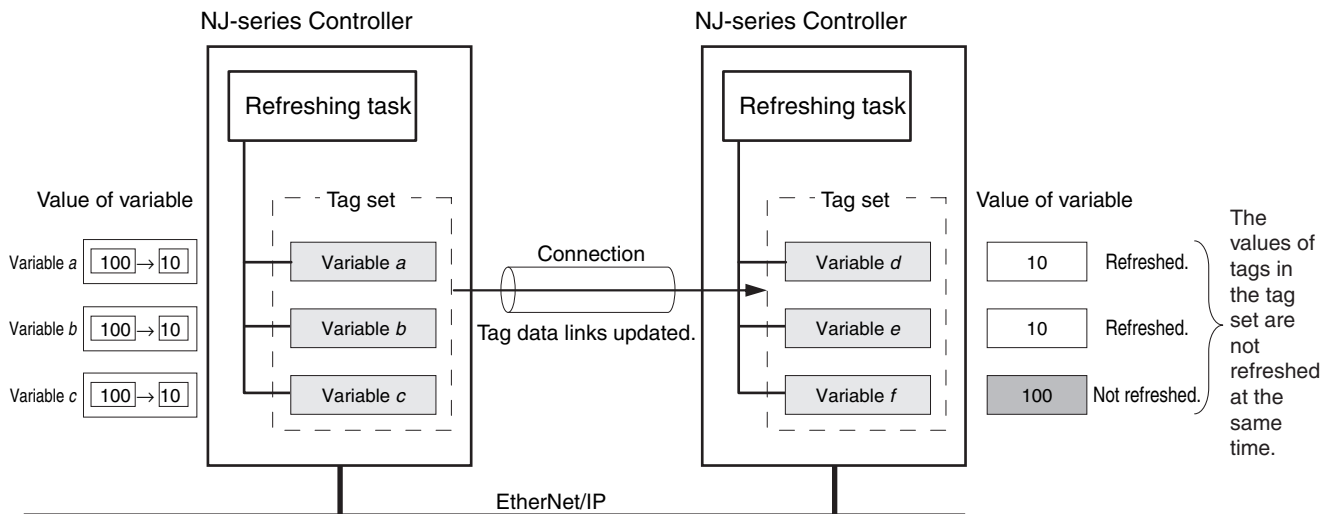 NJ-series Controller
NJ-series Controller
Refreshing task
Refreshing task
Value of variable
Tag set
Tag set
Value of variable
Variable a
100 → 10
Variable a
Connection
Variable d
10
Refreshed.
Variable b
100 → 10
Variable b
Tag data links updated.
Variable e
10
Refreshed.
Variable c
100 → 10
Variable c
Variable f
100
Not refreshed.
The
values of
tags in
the tag
set are
not
refreshed
at the
same
time.
EtherNet/IP